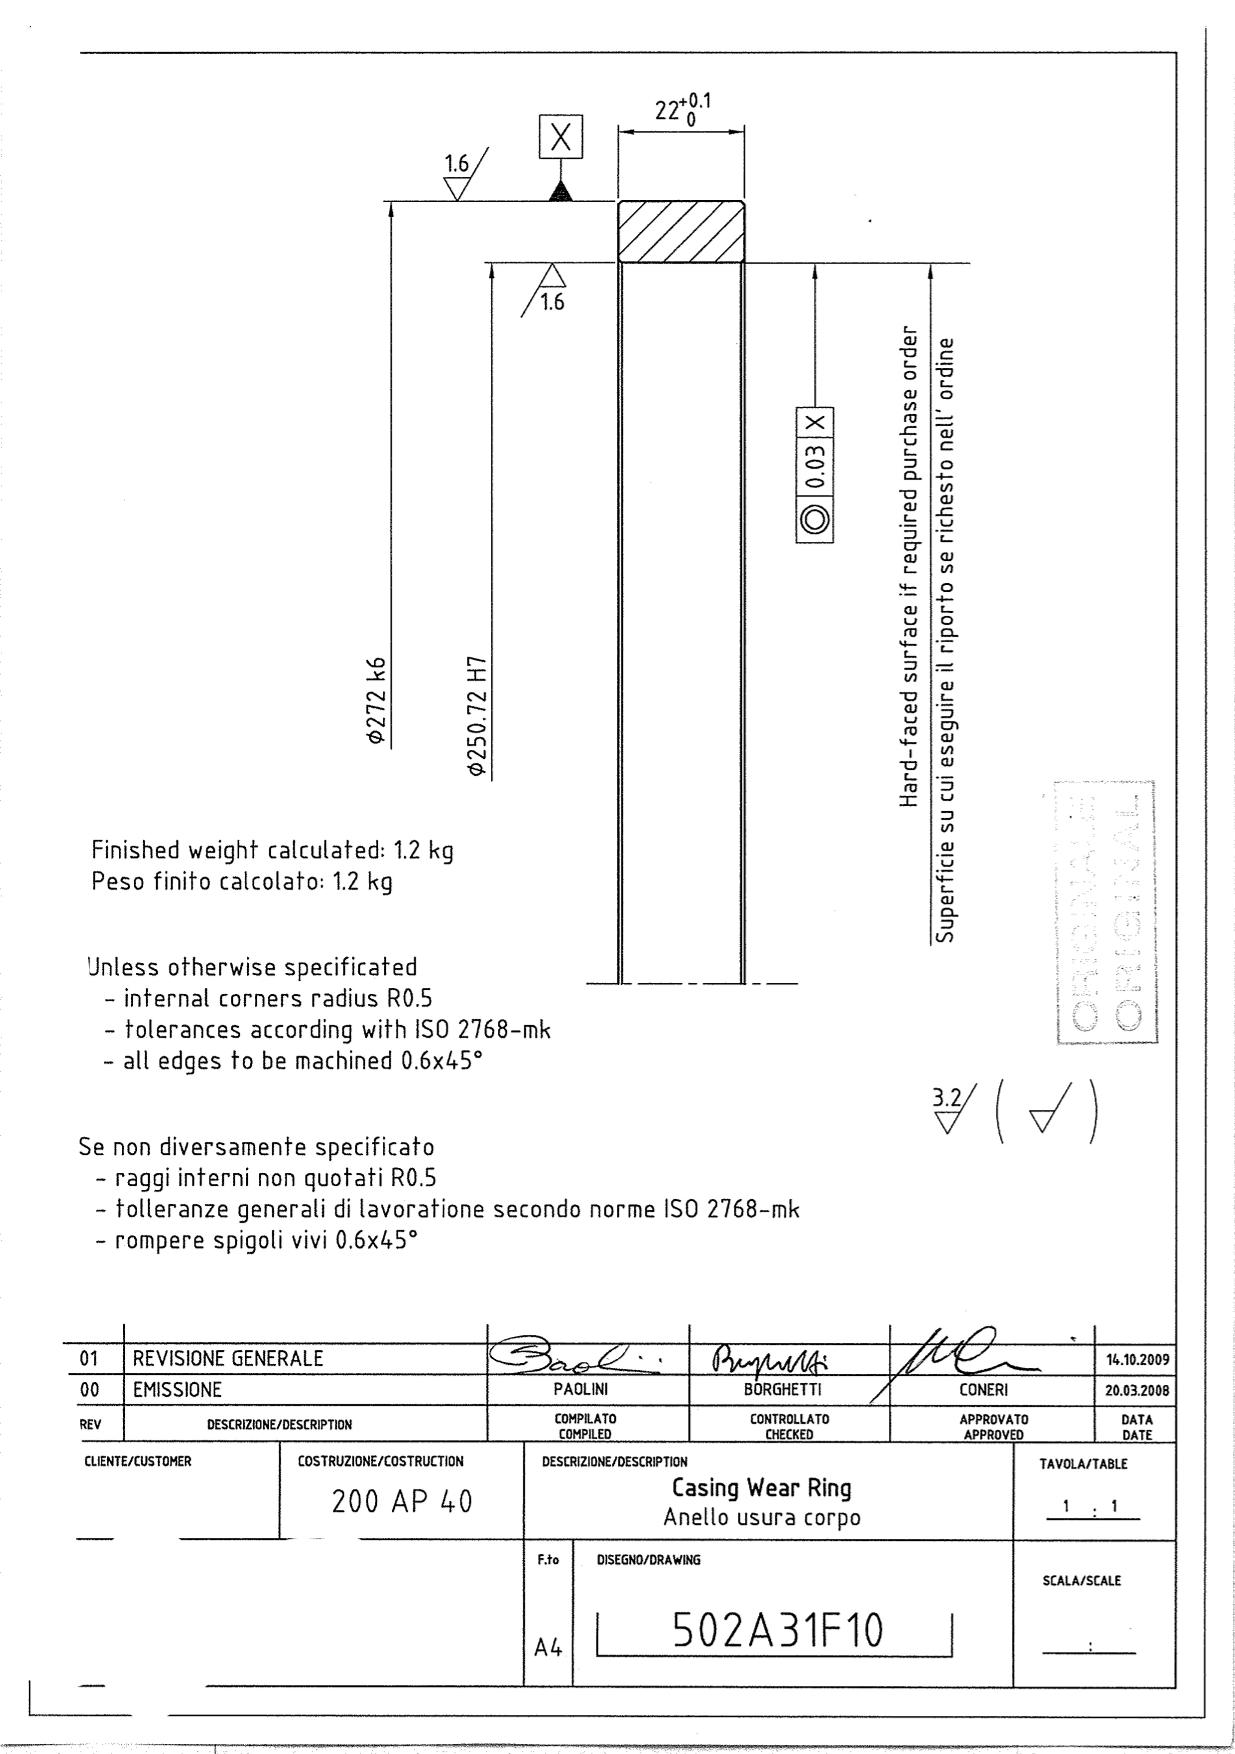 22 +0.1 0
X
1.6
1.6
Hard-faced surface if required purchase order
Superficie su cui eseguire il riporto se richesto nell' ordine
◎ 0.03 X
⌀272 k6
⌀250.72 H7
ORIGINALE
ORIGINAL
Finished weight calculated: 1.2 kg
Peso finito calcolato: 1.2 kg
Unless otherwise specificated
- internal corners radius R0.5
- tolerances according with ISO 2768-mk
- all edges to be machined 0.6x45°
3.2 ( )
Se non diversamente specificato
- raggi interni non quotati R0.5
- tolleranze generali di lavoratione secondo norme ISO 2768-mk
- rompere spigoli vivi 0.6x45°
01 REVISIONE GENERALE 14.10.2009
00 EMISSIONE PAOLINI BORGHETTI CONERI 20.03.2008
REV DESCRIZIONE/DESCRIPTION COMPILATO COMPILED CONTROLLATO CHECKED APPROVATO APPROVED DATA DATE
CLIENTE/CUSTOMER COSTRUZIONE/COSTRUCTION DESCRIZIONE/DESCRIPTION TAVOLA/TABLE
200 AP 40
Casing Wear Ring
Anello usura corpo
1 : 1
F.to DISEGNO/DRAWING SCALA/SCALE
A4 502A31F10 :